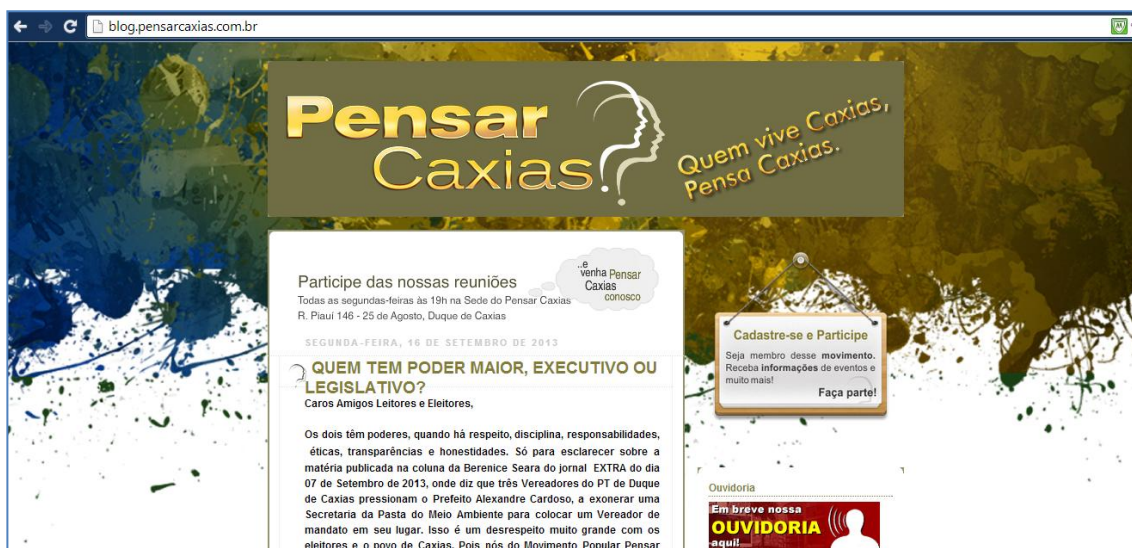 blog.pensarcaxias.com.br
Pensar
Caxias
Quem vive Caxias,
Pensa Caxias.
Participe das nossas reuniões
Todas as segundas-feiras às 19h na Sede do Pensar Caxias
R. Piauí 146 - 25 de Agosto, Duque de Caxias
..e
venha Pensar
Caxias
conosco
SEGUNDA-FEIRA, 16 DE SETEMBRO DE 2013
QUEM TEM PODER MAIOR, EXECUTIVO OU
LEGISLATIVO?
Caros Amigos Leitores e Eleitores,
Os dois têm poderes, quando há respeito, disciplina, responsabilidades,
éticas, transparências e honestidades. Só para esclarecer sobre a
matéria publicada na coluna da Berenice Seara do jornal EXTRA do dia
07 de Setembro de 2013, onde diz que três Vereadores do PT de Duque
de Caxias pressionam o Prefeito Alexandre Cardoso, a exonerar uma
Secretaria da Pasta do Meio Ambiente para colocar um Vereador de
mandato em seu lugar. Isso é um desrespeito muito grande com os
eleitores e o povo de Caxias. Pois nós do Movimento Popular Pensar
Cadastre-se e Participe
Seja membro desse movimento.
Receba informações de eventos e
muito mais!
Faça parte!
Ouvidoria
Em breve nossa
OUVIDORIA
aqui!